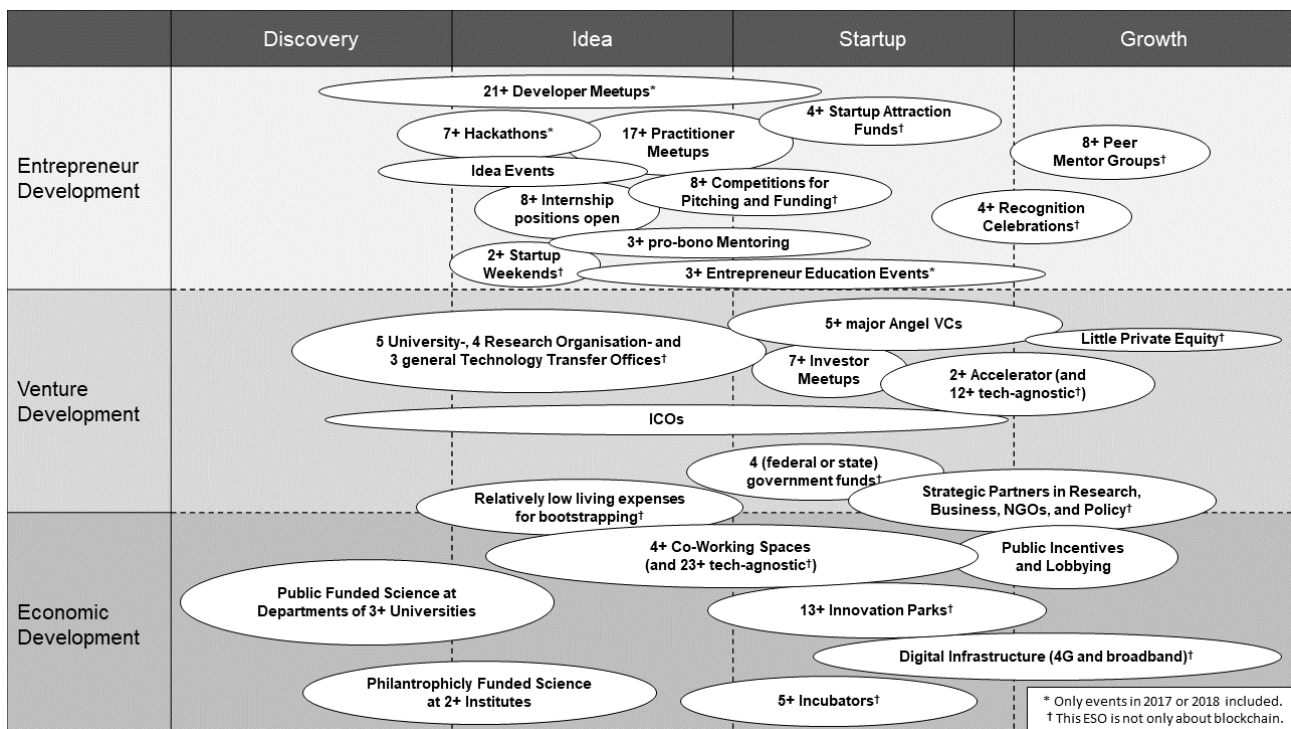 Discovery
Idea
Startup
Growth
Entrepreneur
Development
21+ Developer Meetups*
7+ Hackathons*
17+ Practitioner
Meetups
4+ Startup Attraction
Funds†
8+ Peer
Mentor Groups†
Idea Events
8+ Internship
positions open
8+ Competitions for
Pitching and Funding†
4+ Recognition
Celebrations†
3+ pro-bono Mentoring
2+ Startup
Weekends†
3+ Entrepreneur Education Events*
Venture
Development
5 University-, 4 Research Organisation- and
3 general Technology Transfer Offices†
5+ major Angel VCs
Little Private Equity†
7+ Investor
Meetups
2+ Accelerator (and
12+ tech-agnostic†)
ICOs
4 (federal or state)
government funds†
Relatively low living expenses
for bootstrapping†
Strategic Partners in Research,
Business, NGOs, and Policy†
Economic
Development
4+ Co-Working Spaces
(and 23+ tech-agnostic†)
Public Incentives
and Lobbying
Public Funded Science at
Departments of 3+ Universities
13+ Innovation Parks†
Digital Infrastructure (4G and broadband)†
Philantrophicly Funded Science
at 2+ Institutes
5+ Incubators†
* Only events in 2017 or 2018 included.
† This ESO is not only about blockchain.